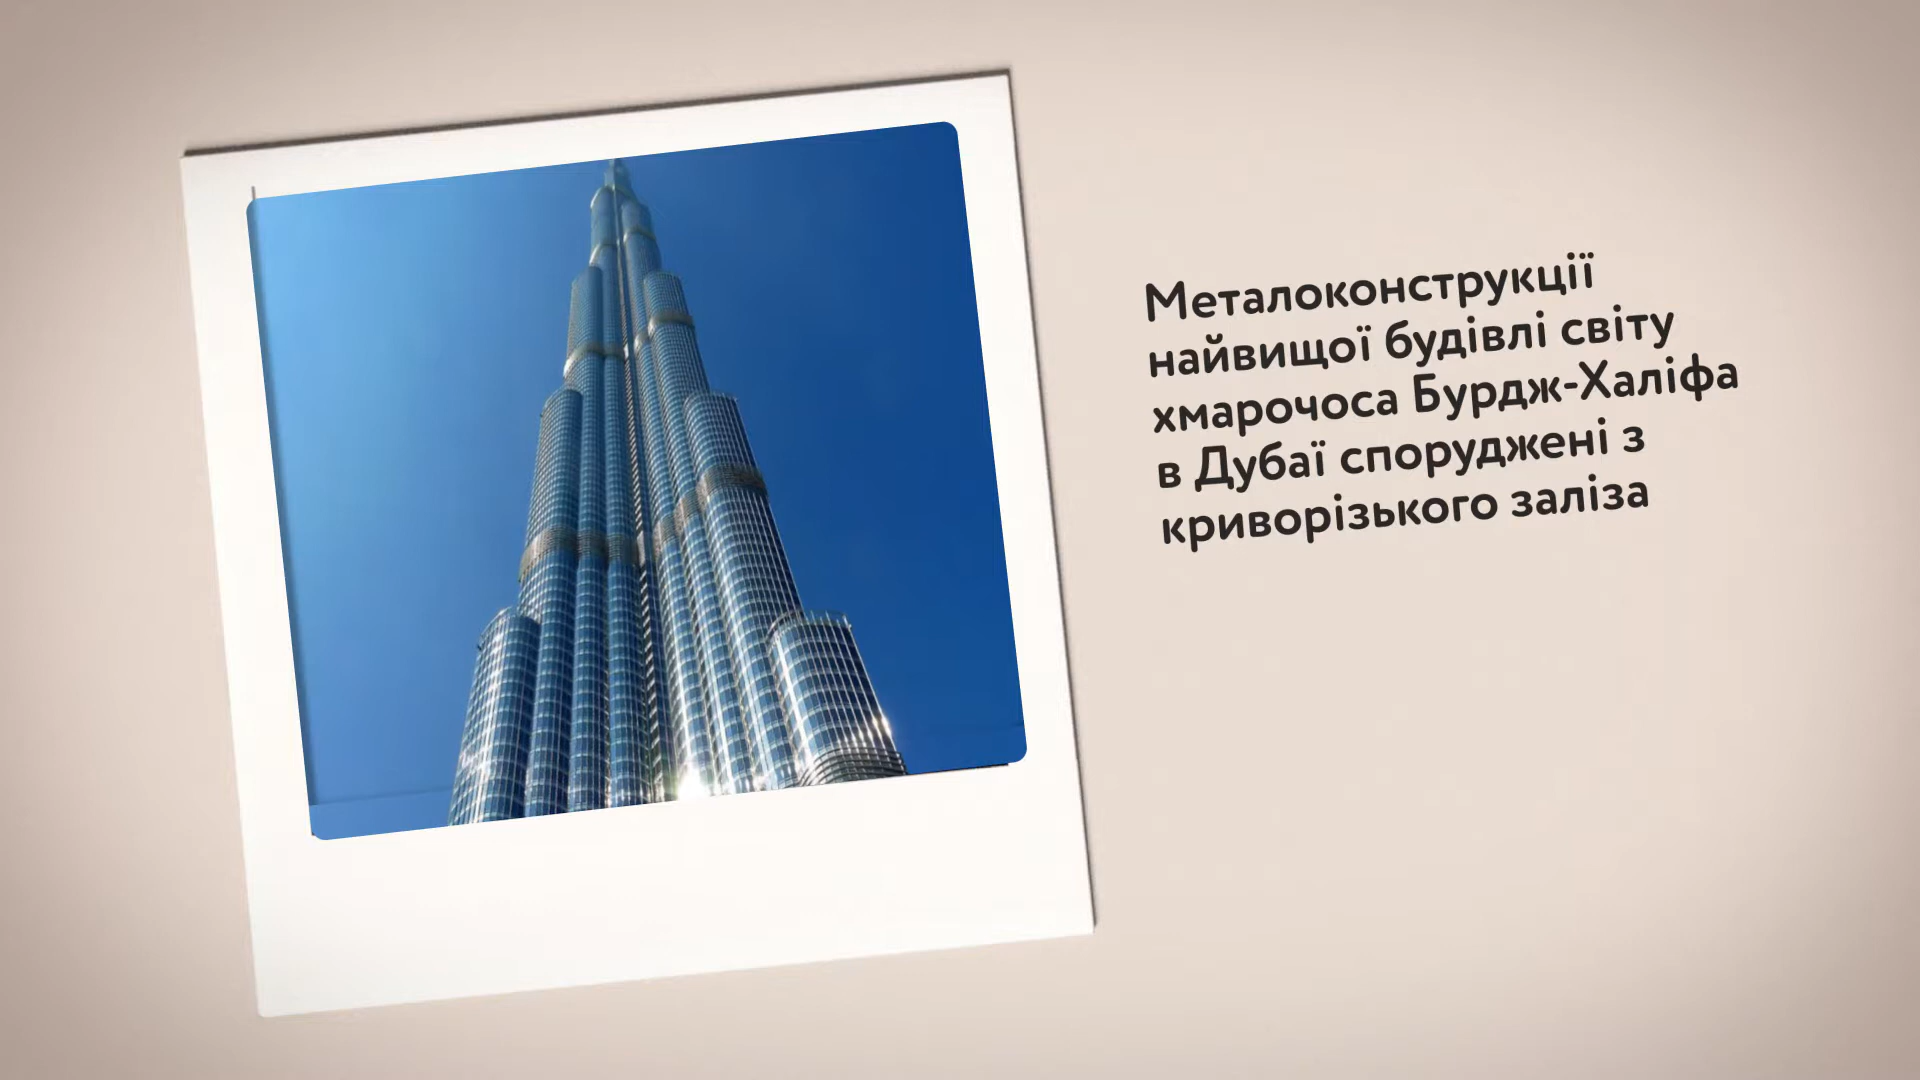 Металоконструкції
найвищої будівлі світу
хмарочоса Бурдж-Халіфа
в Дубаї споруджені з
криворізького заліза